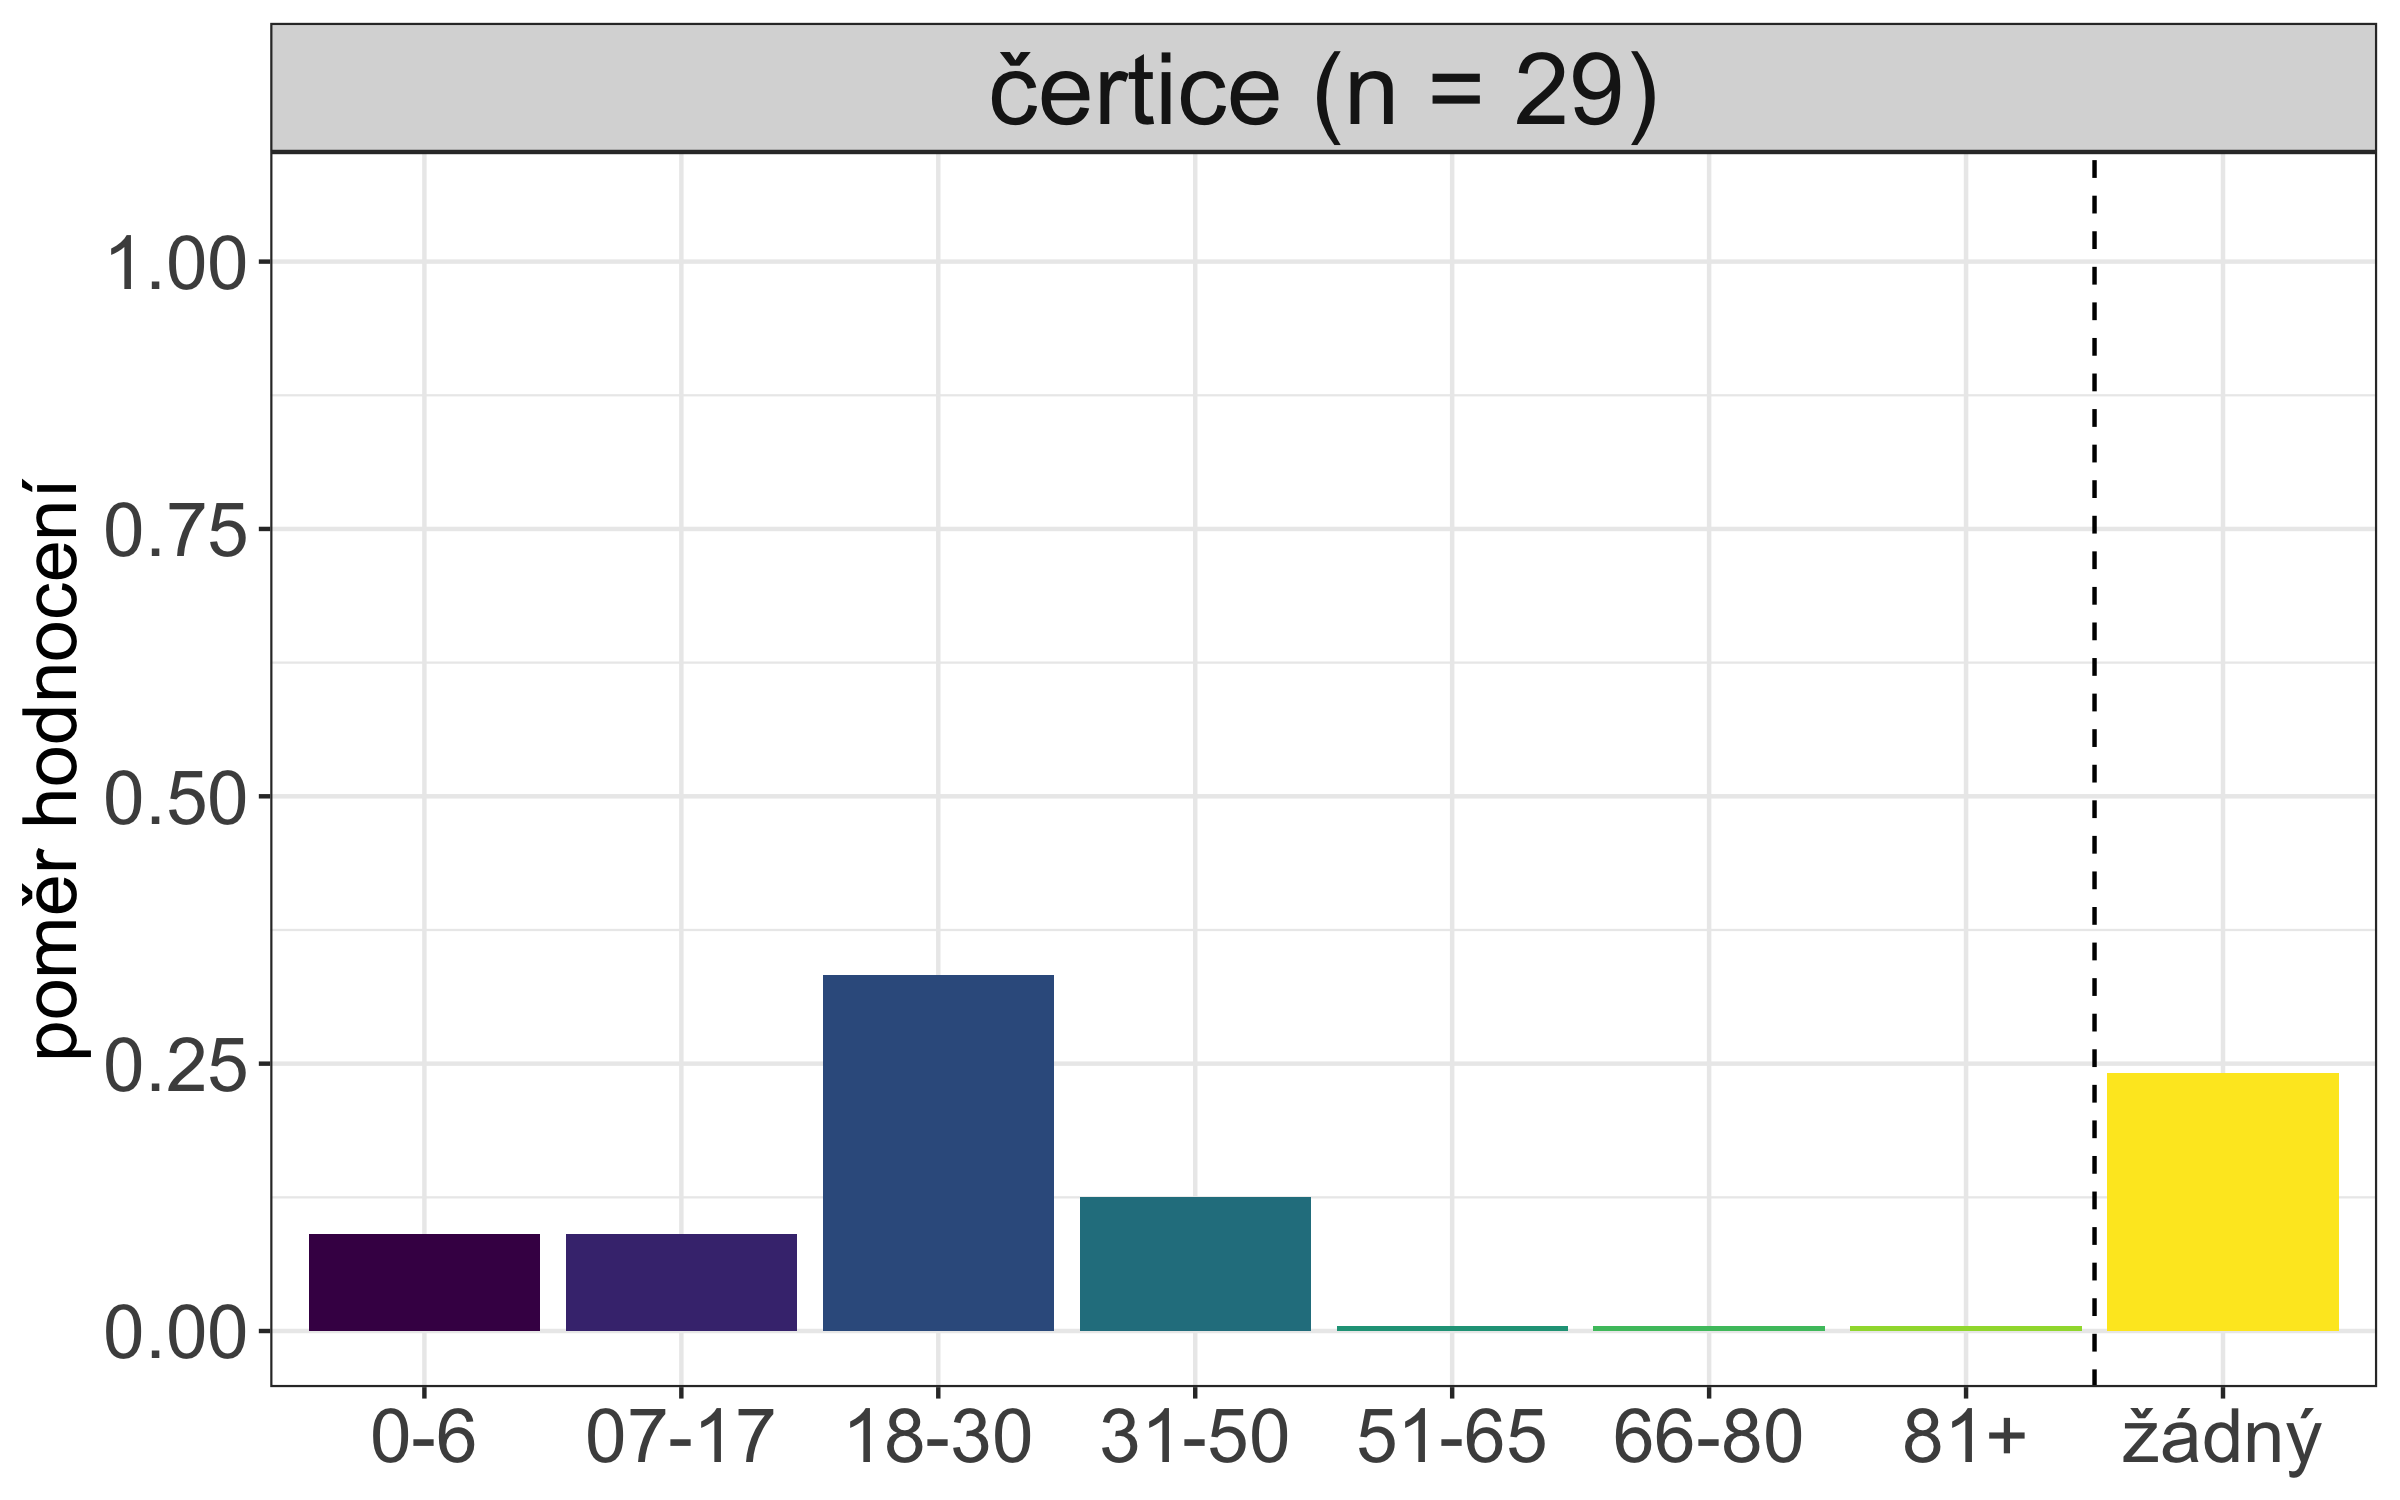 čertice (n = 29)
poměr hodnocení
1.00
0.75
0.50
0.25
0.00
0-6 07-17 18-30 31-50 51-65 66-80 81+ žádný